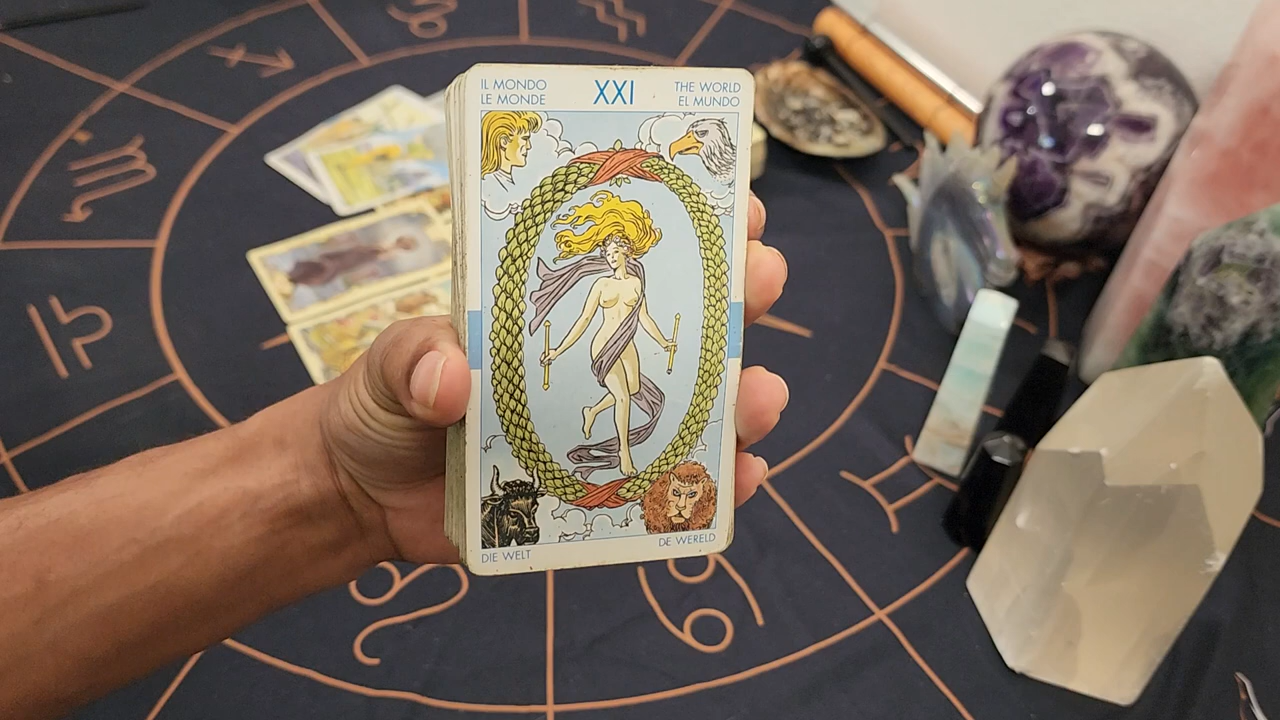 IL MONDO
LE MONDE
XXI
THE WORLD
EL MUNDO
DIE WELT
DE WERELD